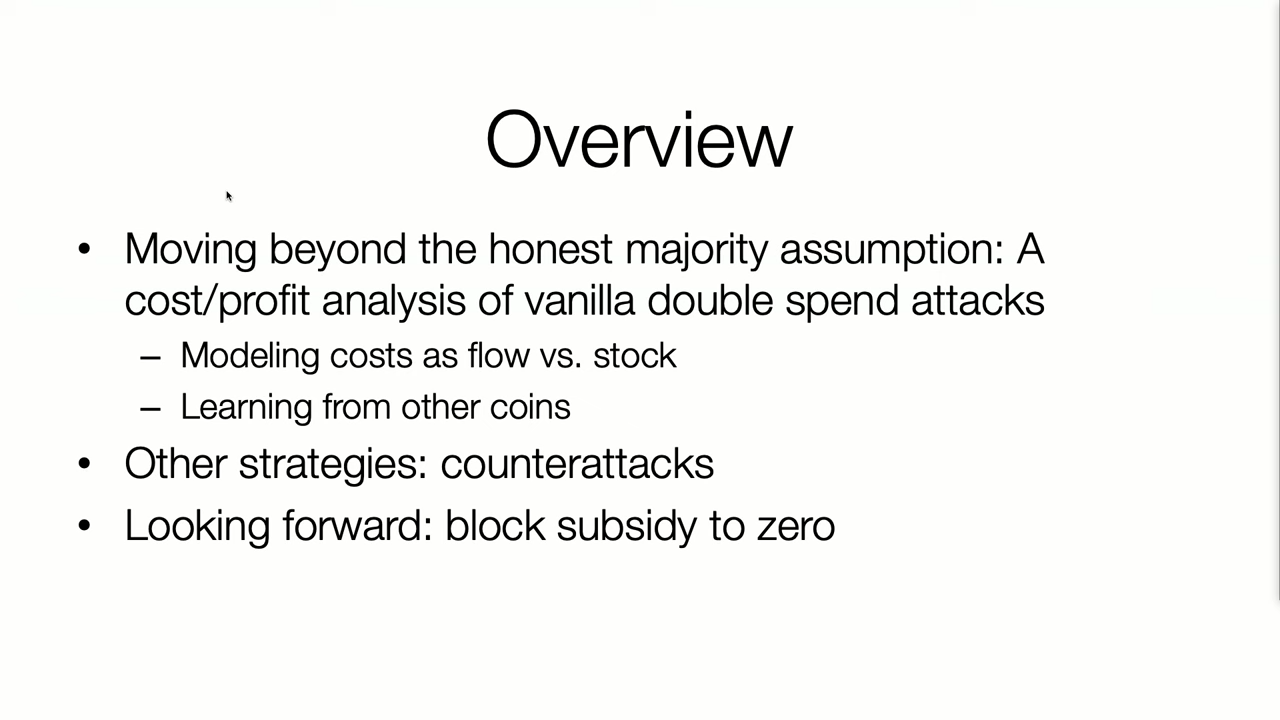 Overview
• Moving beyond the honest majority assumption: A
cost/profit analysis of vanilla double spend attacks
– Modeling costs as flow vs. stock
– Learning from other coins
• Other strategies: counterattacks
• Looking forward: block subsidy to zero